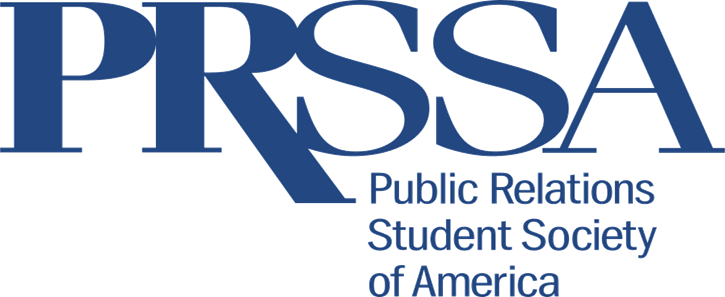 PRSSA
Public Relations
Student Society
of America